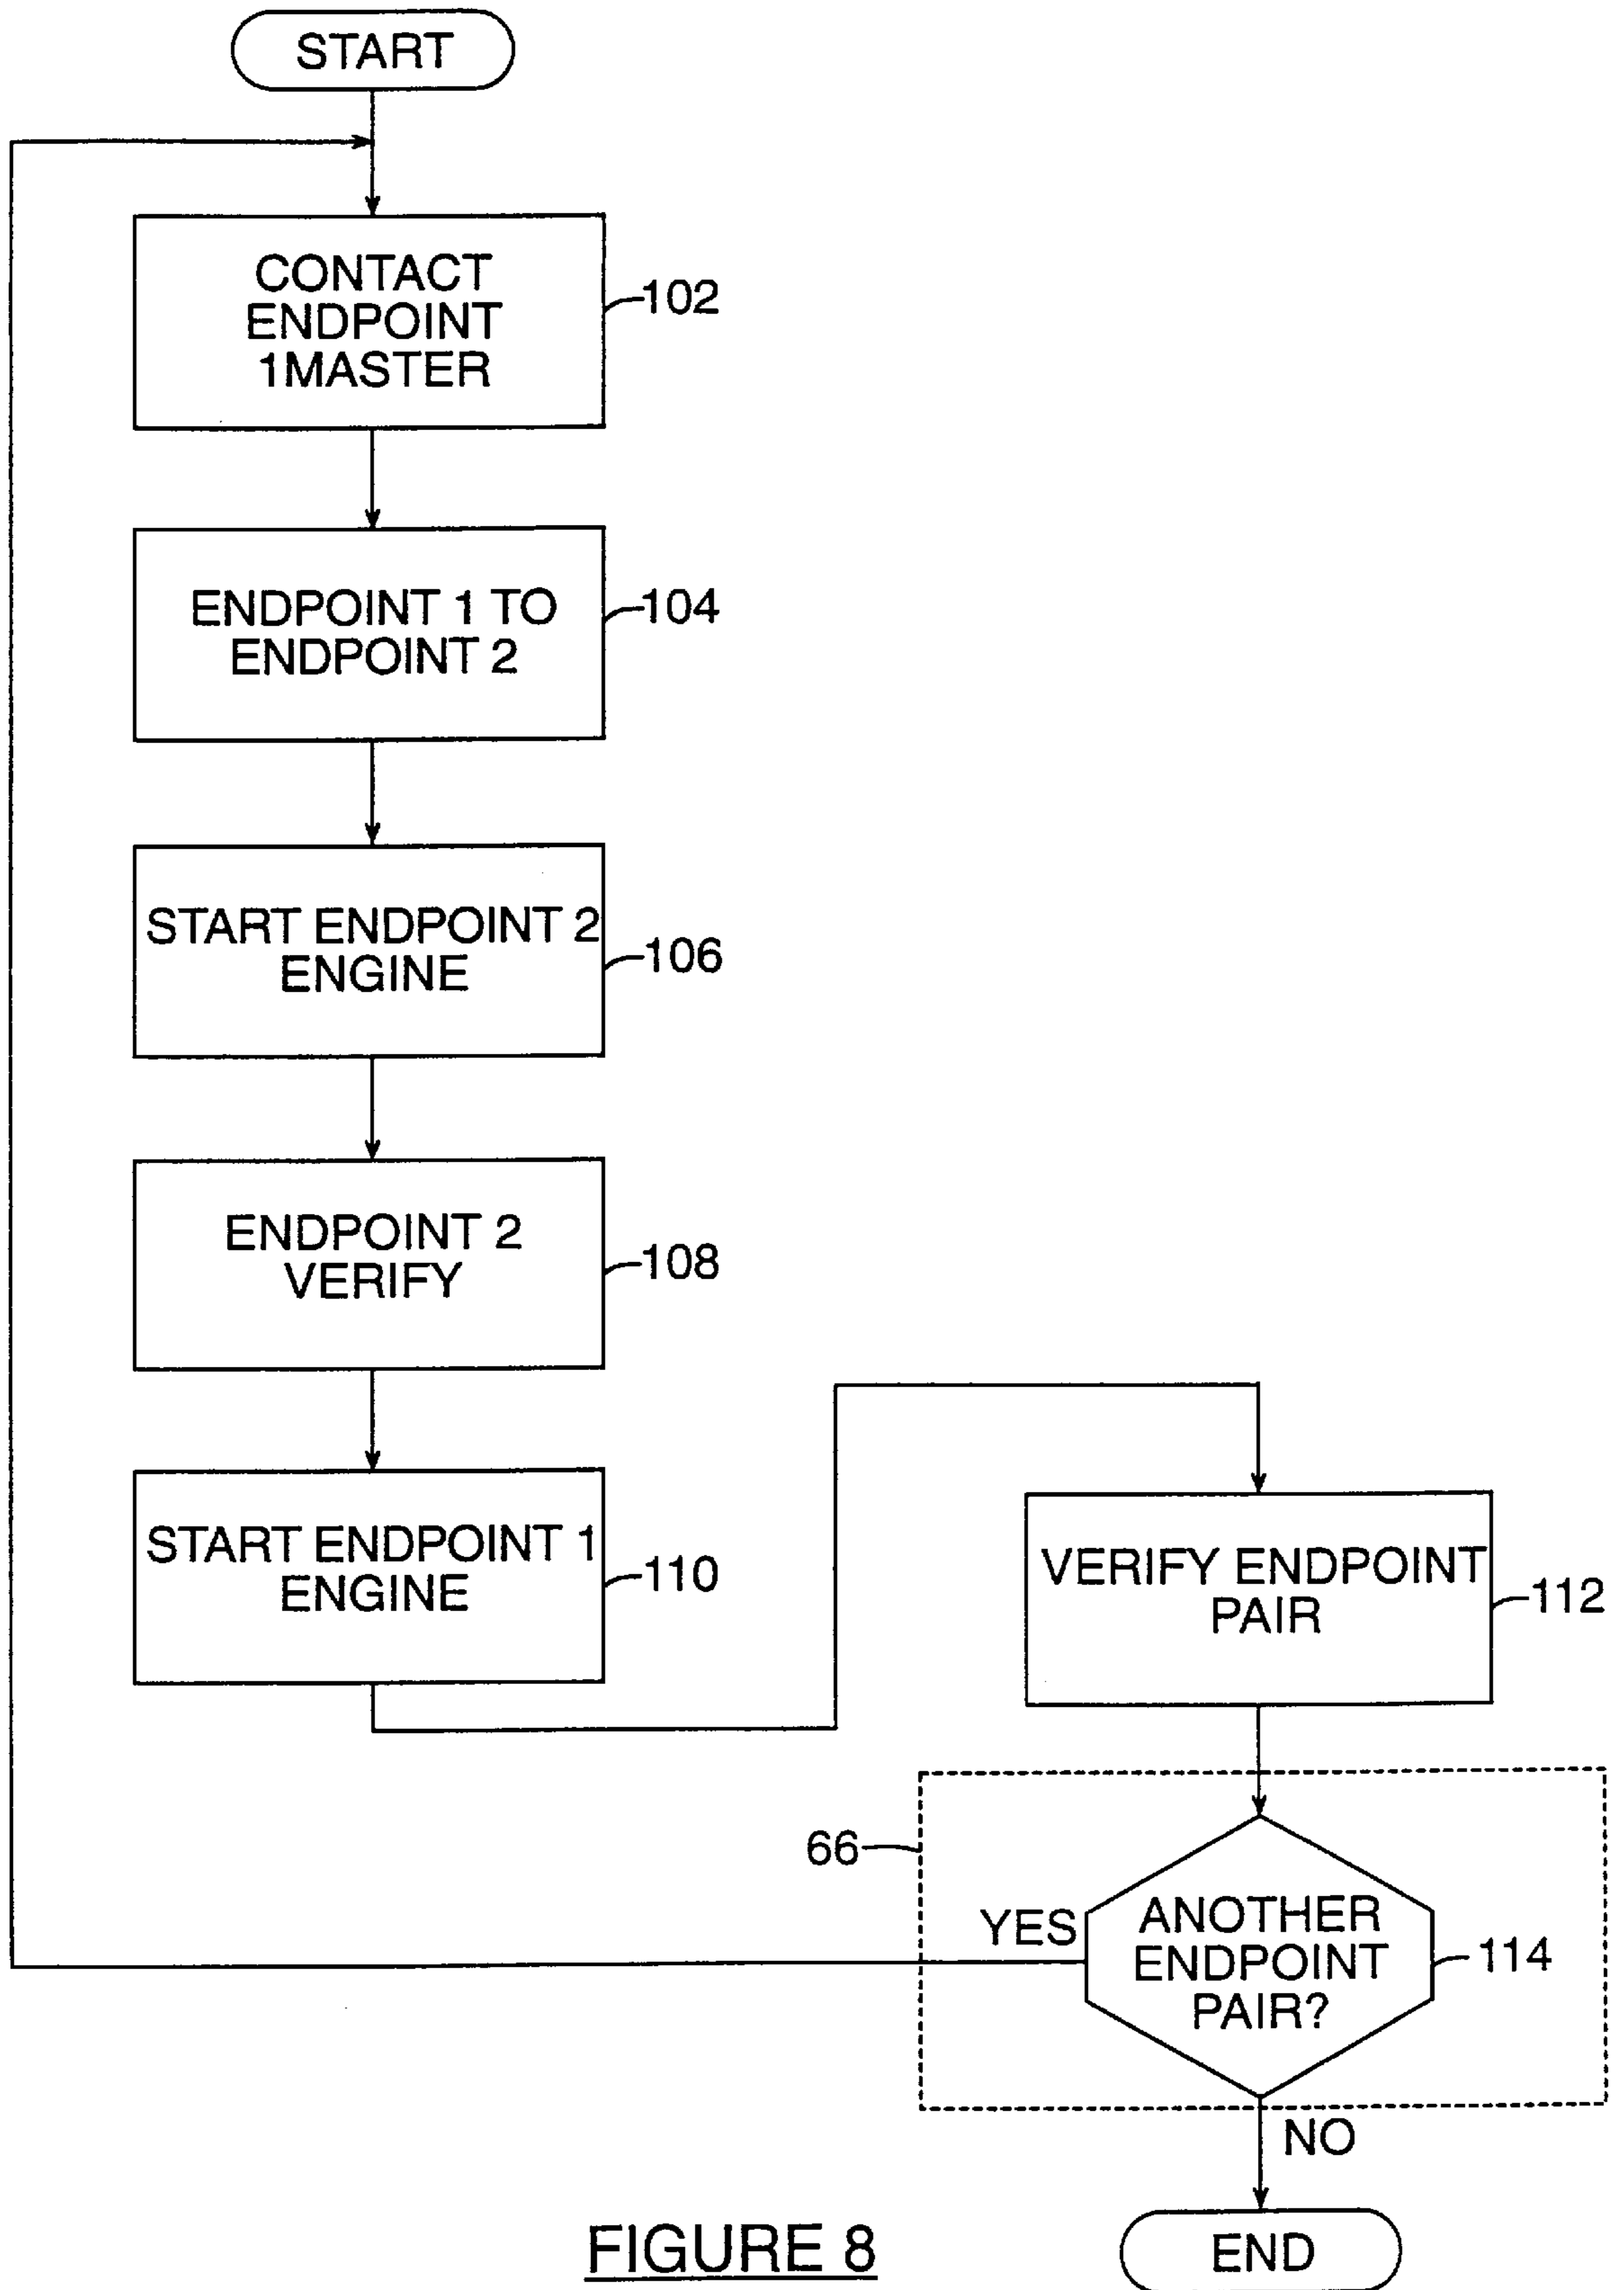 START
CONTACT
ENDPOINT
1MASTER
102
ENDPOINT 1 TO
ENDPOINT 2
104
START ENDPOINT 2
ENGINE
106
ENDPOINT 2
VERIFY
108
START ENDPOINT 1
ENGINE
110
VERIFY ENDPOINT
PAIR
112
66
YES
ANOTHER
ENDPOINT
PAIR?
114
NO
END
FIGURE 8